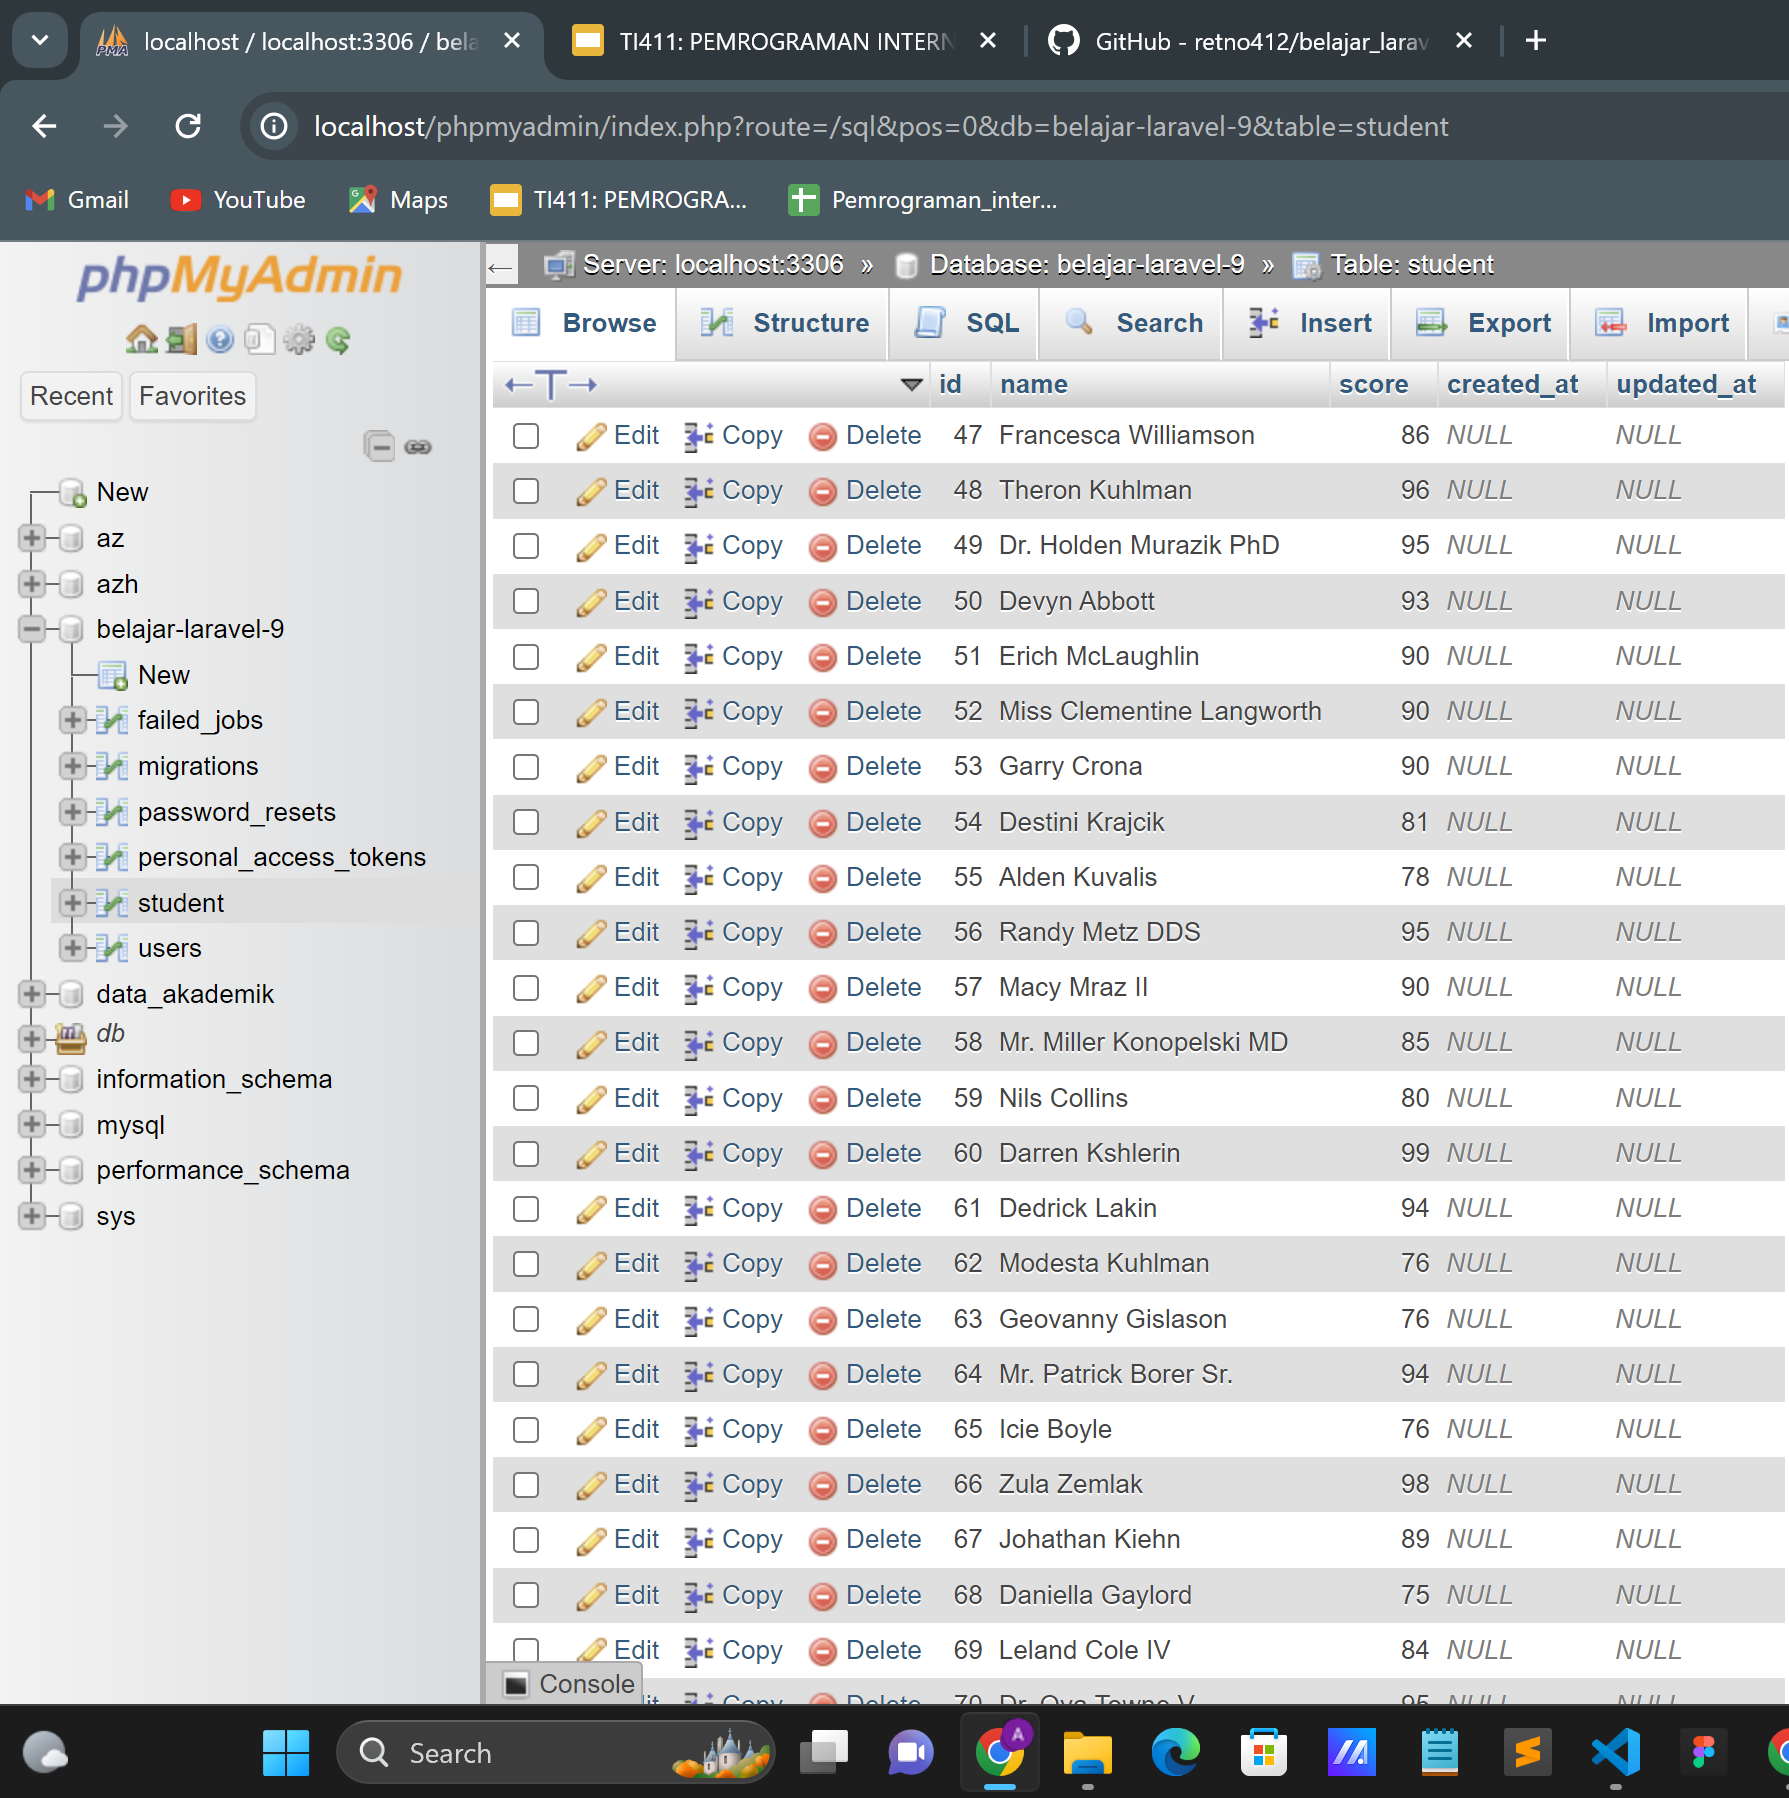 localhost / localhost:3306 / bela
TI411: PEMROGRAMAN INTERN
GitHub - retno412/belajar_larav
localhost/phpmyadmin/index.php?route=/sql&pos=0&db=belajar-laravel-9&table=student
Gmail
YouTube
Maps
TI411: PEMROGRA...
Pemrograman_inter...
phpMyAdmin
Recent
Favorites
New
az
azh
belajar-laravel-9
New
failed_jobs
migrations
password_resets
personal_access_tokens
student
users
data_akademik
db
information_schema
mysql
performance_schema
sys
Server: localhost:3306 » Database: belajar-laravel-9 » Table: student
Browse Structure SQL Search Insert Export Import
←T→ id name score created_at updated_at
Edit Copy Delete 47 Francesca Williamson 86 NULL NULL
Edit Copy Delete 48 Theron Kuhlman 96 NULL NULL
Edit Copy Delete 49 Dr. Holden Murazik PhD 95 NULL NULL
Edit Copy Delete 50 Devyn Abbott 93 NULL NULL
Edit Copy Delete 51 Erich McLaughlin 90 NULL NULL
Edit Copy Delete 52 Miss Clementine Langworth 90 NULL NULL
Edit Copy Delete 53 Garry Crona 90 NULL NULL
Edit Copy Delete 54 Destini Krajcik 81 NULL NULL
Edit Copy Delete 55 Alden Kuvalis 78 NULL NULL
Edit Copy Delete 56 Randy Metz DDS 95 NULL NULL
Edit Copy Delete 57 Macy Mraz II 90 NULL NULL
Edit Copy Delete 58 Mr. Miller Konopelski MD 85 NULL NULL
Edit Copy Delete 59 Nils Collins 80 NULL NULL
Edit Copy Delete 60 Darren Kshlerin 99 NULL NULL
Edit Copy Delete 61 Dedrick Lakin 94 NULL NULL
Edit Copy Delete 62 Modesta Kuhlman 76 NULL NULL
Edit Copy Delete 63 Geovanny Gislason 76 NULL NULL
Edit Copy Delete 64 Mr. Patrick Borer Sr. 94 NULL NULL
Edit Copy Delete 65 Icie Boyle 76 NULL NULL
Edit Copy Delete 66 Zula Zemlak 98 NULL NULL
Edit Copy Delete 67 Johathan Kiehn 89 NULL NULL
Edit Copy Delete 68 Daniella Gaylord 75 NULL NULL
Edit Copy Delete 69 Leland Cole IV 84 NULL NULL
Copy Delete 70 Dr. Ova Towne V 95 NULL NULL
Console
Search